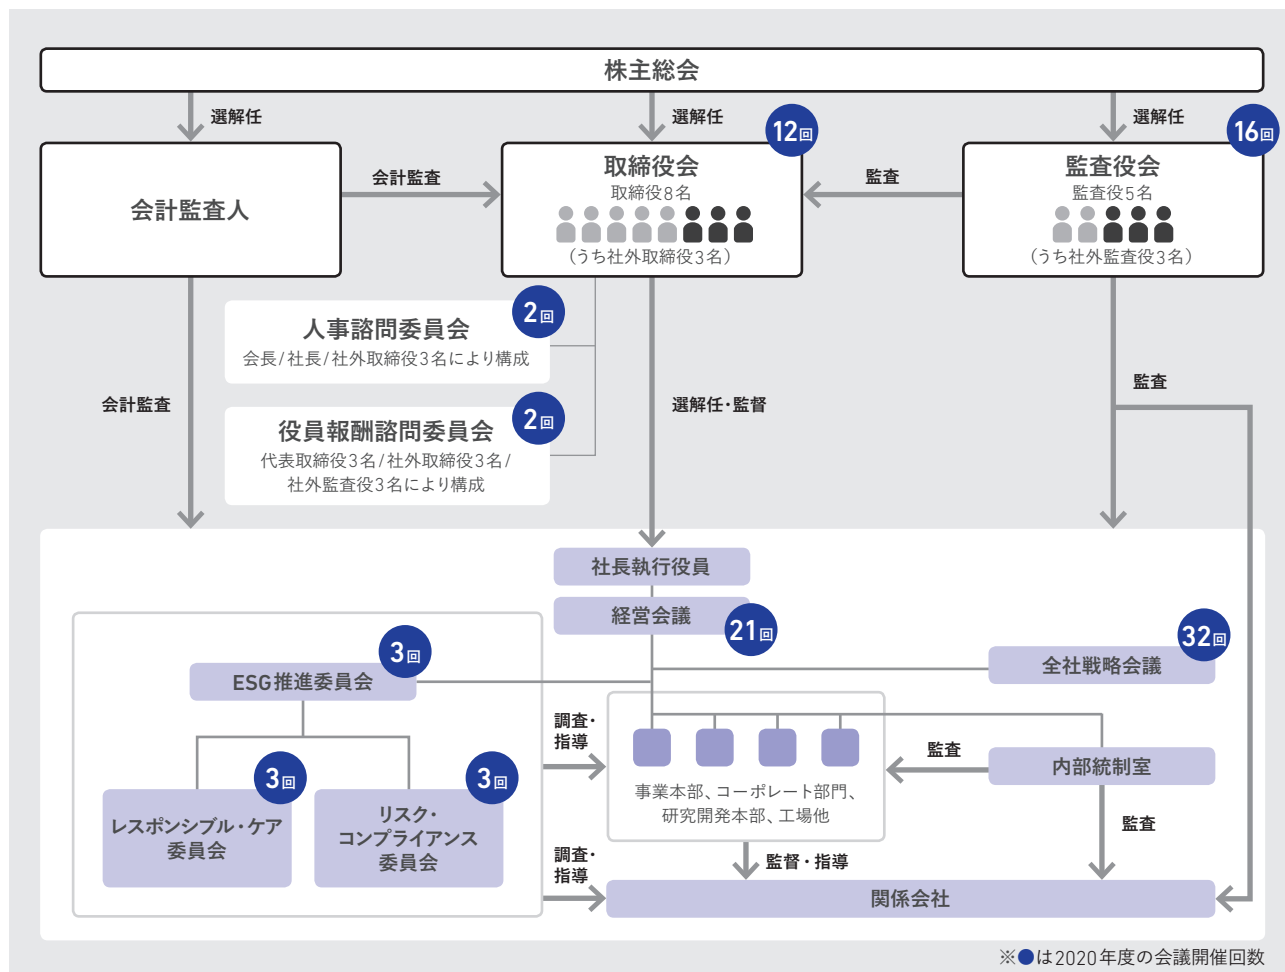 株主総会
選解任
選解任
選解任
12回
16回
会計監査人
会計監査
取締役会
取締役8名
(うち社外取締役3名)
監査
監査役会
監査役5名
(うち社外監査役3名)
2回
人事諮問委員会
会長/社長/社外取締役3名により構成
会計監査
選解任・監督
監査
2回
役員報酬諮問委員会
代表取締役3名/社外取締役3名/
社外監査役3名により構成
社長執行役員
経営会議
21回
3回
ESG推進委員会
32回
全社戦略会議
調査・
指導
監査
内部統制室
事業本部、コーポレート部門、
研究開発本部、工場他
3回
レスポンシブル・ケア
委員会
3回
リスク・
コンプライアンス
委員会
監査
調査・
指導
監督・指導
関係会社
※●は2020年度の会議開催回数